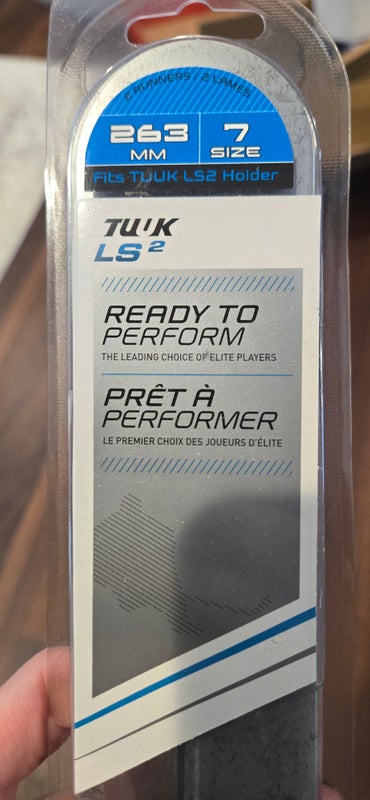 2 RUNNERS / 2 LAMES
263 7
MM SIZE
Fits TUUK LS2 Holder
TUUK
LS2
READY TO
PERFORM
THE LEADING CHOICE OF ELITE PLAYERS
PRÊT À
PERFORMER
LE PREMIER CHOIX DES JOUEURS D'ÉLITE